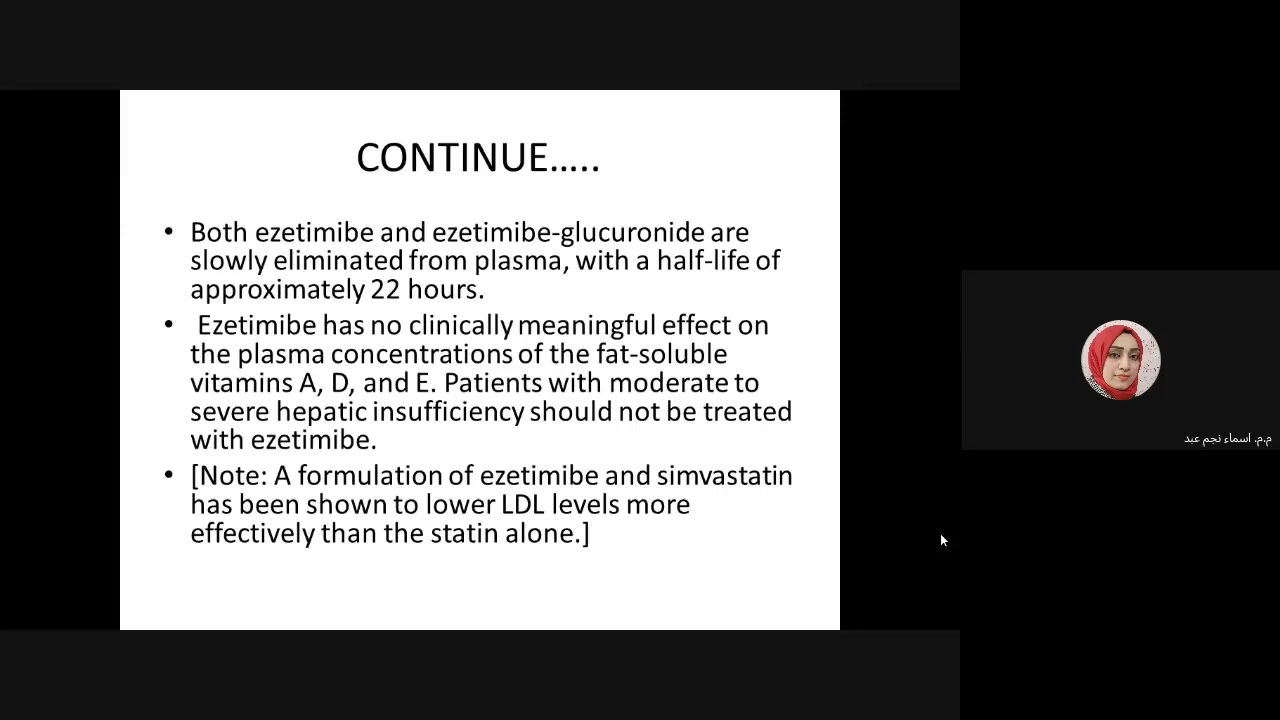 CONTINUE…..
• Both ezetimibe and ezetimibe-glucuronide are
slowly eliminated from plasma, with a half-life of
approximately 22 hours.
• Ezetimibe has no clinically meaningful effect on
the plasma concentrations of the fat-soluble
vitamins A, D, and E. Patients with moderate to
severe hepatic insufficiency should not be treated
with ezetimibe.
• [Note: A formulation of ezetimibe and simvastatin
has been shown to lower LDL levels more
effectively than the statin alone.]
م.م. اسماء نجم عبد